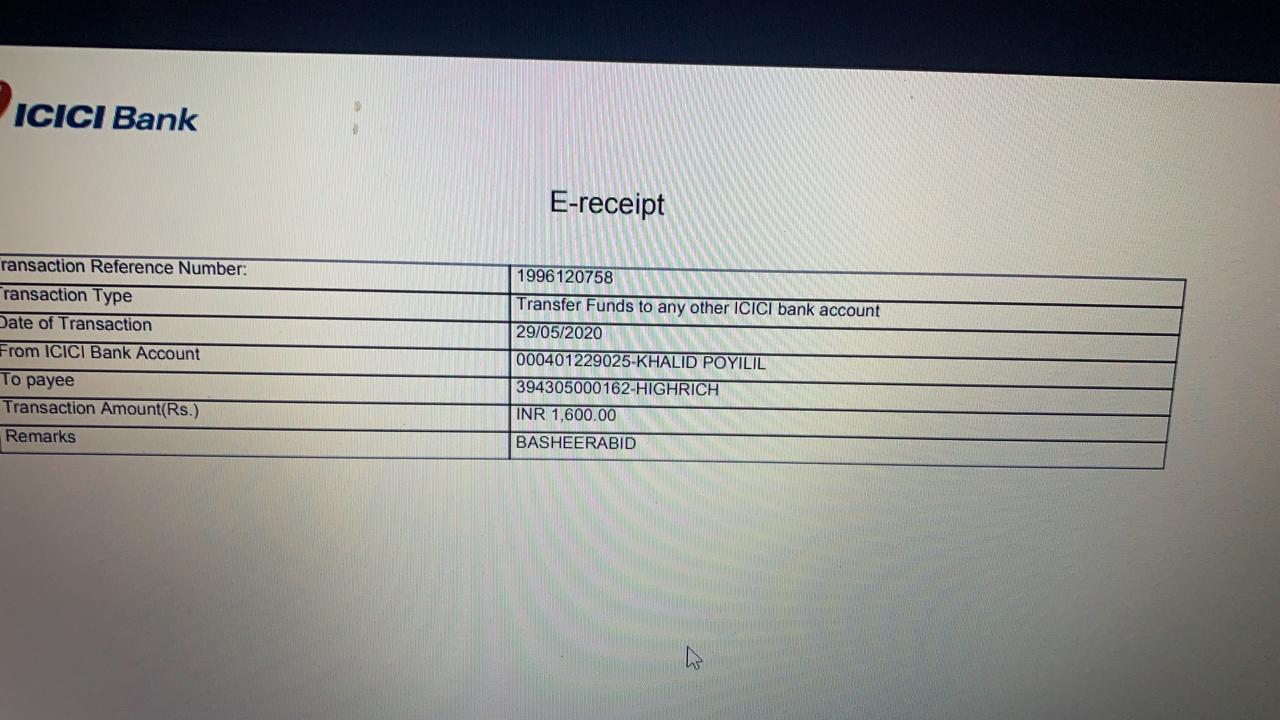 ICICI Bank
E-receipt
ransaction Reference Number: 1996120758
Transaction Type Transfer Funds to any other ICICI bank account
Date of Transaction 29/05/2020
From ICICI Bank Account 000401229025-KHALID POYILIL
To payee 394305000162-HIGHRICH
Transaction Amount(Rs.) INR 1,600.00
Remarks BASHEERABID